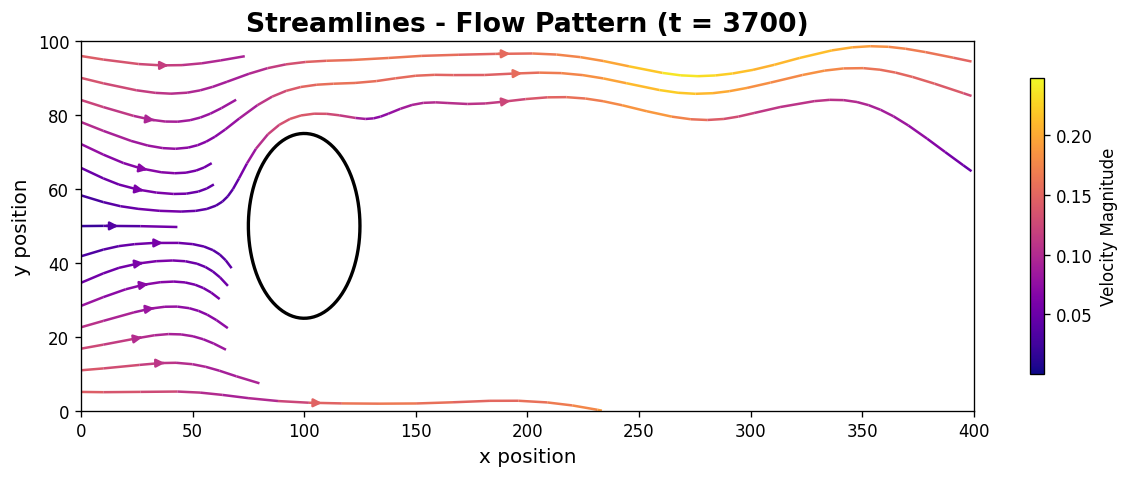 Streamlines - Flow Pattern (t = 3700)
100
80
60
40
20
0
y position
0 50 100 150 200 250 300 350 400
x position
0.20
0.15
0.10
0.05
Velocity Magnitude